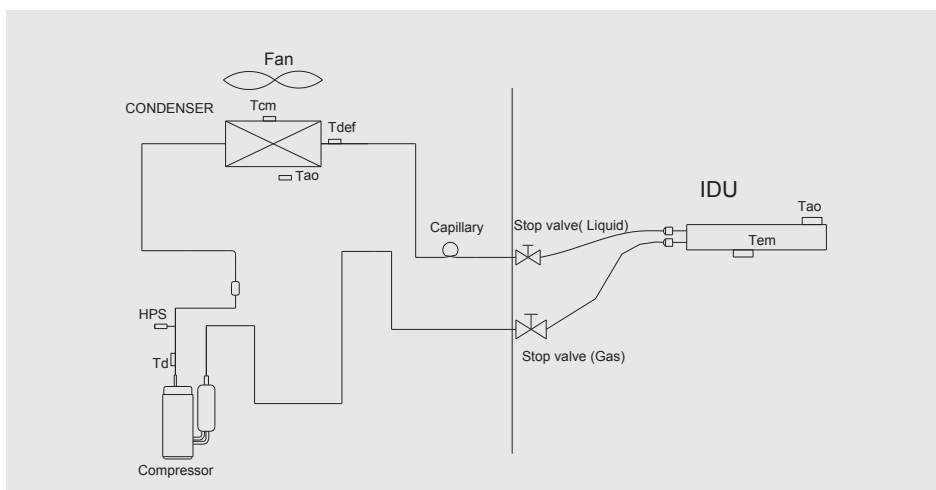 Fan
CONDENSER
Tcm
Tdef
Tao
IDU
Tao
Capillary
Stop valve( Liquid)
Tem
HPS
Td
Stop valve (Gas)
Compressor